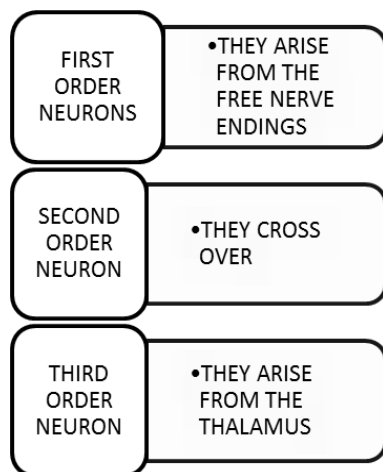 FIRST
ORDER
NEURONS
•THEY ARISE
FROM THE
FREE NERVE
ENDINGS
SECOND
ORDER
NEURON
•THEY CROSS
OVER
THIRD
ORDER
NEURON
•THEY ARISE
FROM THE
THALAMUS